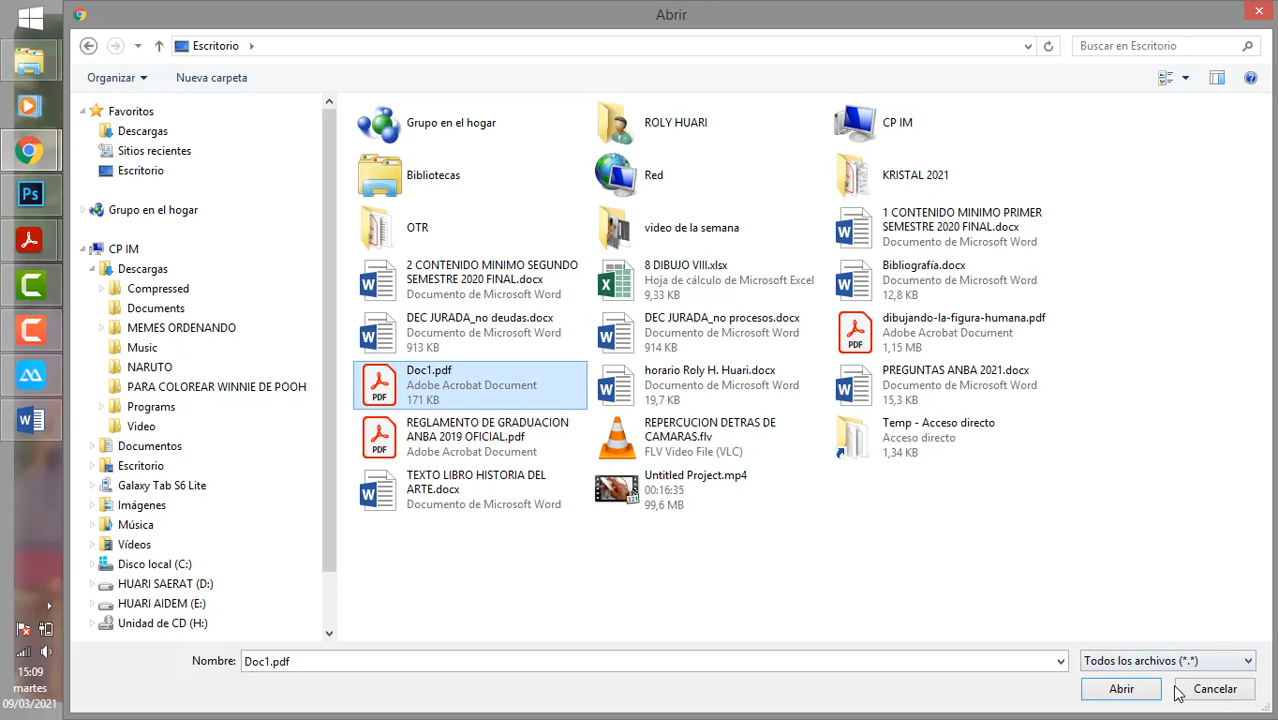 Abrir
Escritorio
Buscar en Escritorio
Organizar
Nueva carpeta
Favoritos
Descargas
Sitios recientes
Escritorio
Grupo en el hogar
CP IM
Descargas
Compressed
Documents
MEMES ORDENANDO
Music
NARUTO
PARA COLOREAR WINNIE DE POOH
Programs
Video
Documentos
Escritorio
Galaxy Tab S6 Lite
Imágenes
Música
Vídeos
Disco local (C:)
HUARI SAERAT (D:)
HUARI AIDEM (E:)
Unidad de CD (H:)
Grupo en el hogar
ROLY HUARI
CP IM
Bibliotecas
Red
KRISTAL 2021
OTR
video de la semana
1 CONTENIDO MINIMO PRIMER
SEMESTRE 2020 FINAL.docx
Documento de Microsoft Word
2 CONTENIDO MINIMO SEGUNDO
SEMESTRE 2020 FINAL.docx
Documento de Microsoft Word
8 DIBUJO VIII.xlsx
Hoja de cálculo de Microsoft Excel
9,33 KB
Bibliografía.docx
Documento de Microsoft Word
12,8 KB
DEC JURADA_no deudas.docx
Documento de Microsoft Word
913 KB
DEC JURADA_no procesos.docx
Documento de Microsoft Word
914 KB
PDF
dibujando-la-figura-humana.pdf
Adobe Acrobat Document
1,15 MB
PDF
Doc1.pdf
Adobe Acrobat Document
171 KB
horario Roly H. Huari.docx
Documento de Microsoft Word
19,7 KB
PREGUNTAS ANBA 2021.docx
Documento de Microsoft Word
15,3 KB
PDF
REGLAMENTO DE GRADUACION
ANBA 2019 OFICIAL.pdf
Adobe Acrobat Document
REPERCUCION DETRAS DE
CAMARAS.flv
FLV Video File (VLC)
Temp - Acceso directo
Acceso directo
1,34 KB
TEXTO LIBRO HISTORIA DEL
ARTE.docx
Documento de Microsoft Word
Untitled Project.mp4
00:16:35
99,6 MB
Nombre:
Doc1.pdf
Todos los archivos (*.*)
Abrir
Cancelar
Ps
15:09
martes
09/03/2021